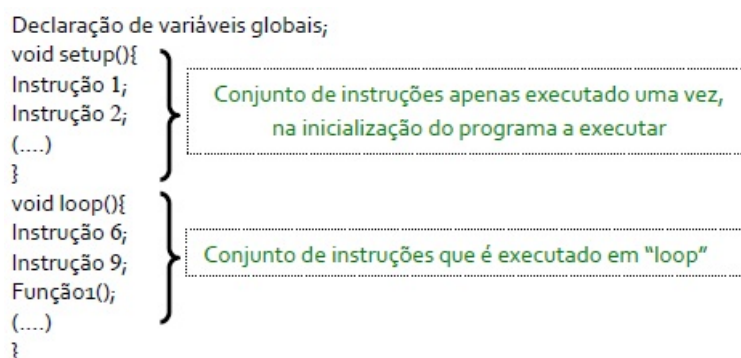 Declaração de variáveis globais;
void setup(){
Instrução 1;
Instrução 2;
(....)
}
Conjunto de instruções apenas executado uma vez,
na inicialização do programa a executar
void loop(){
Instrução 6;
Instrução 9;
Função1();
(....)
}
Conjunto de instruções que é executado em “loop”